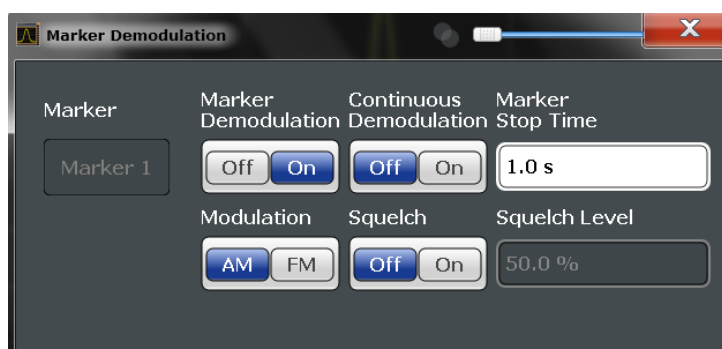 Marker Demodulation
Marker
Marker Demodulation
Continuous Demodulation
Marker Stop Time
Marker 1
Off On
Off On
1.0 s
Modulation
Squelch
Squelch Level
AM FM
Off On
50.0 %